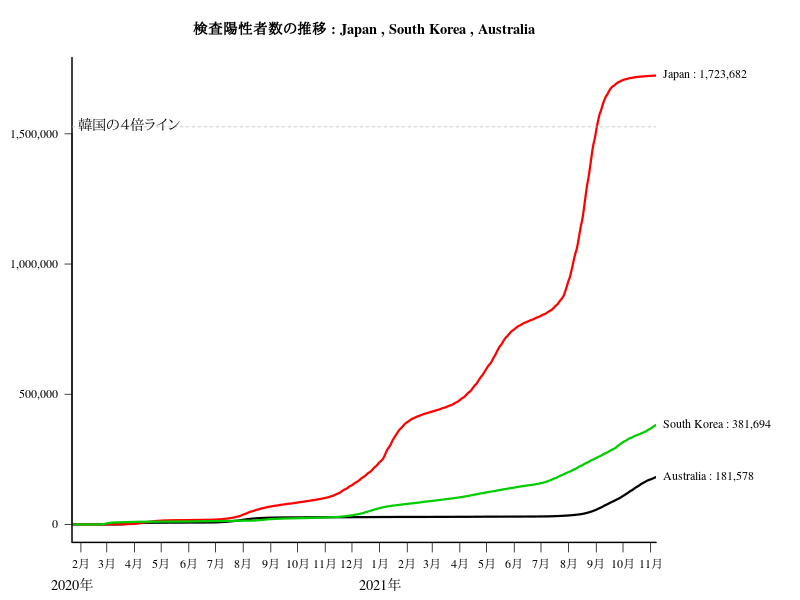 検査陽性者数の推移 : Japan , South Korea , Australia
Japan : 1,723,682
韓国の４倍ライン
1,500,000
1,000,000
500,000
South Korea : 381,694
Australia : 181,578
0
2月 3月 4月 5月 6月 7月 8月 9月 10月 11月 12月 1月 2月 3月 4月 5月 6月 7月 8月 9月 10月 11月
2020年 2021年